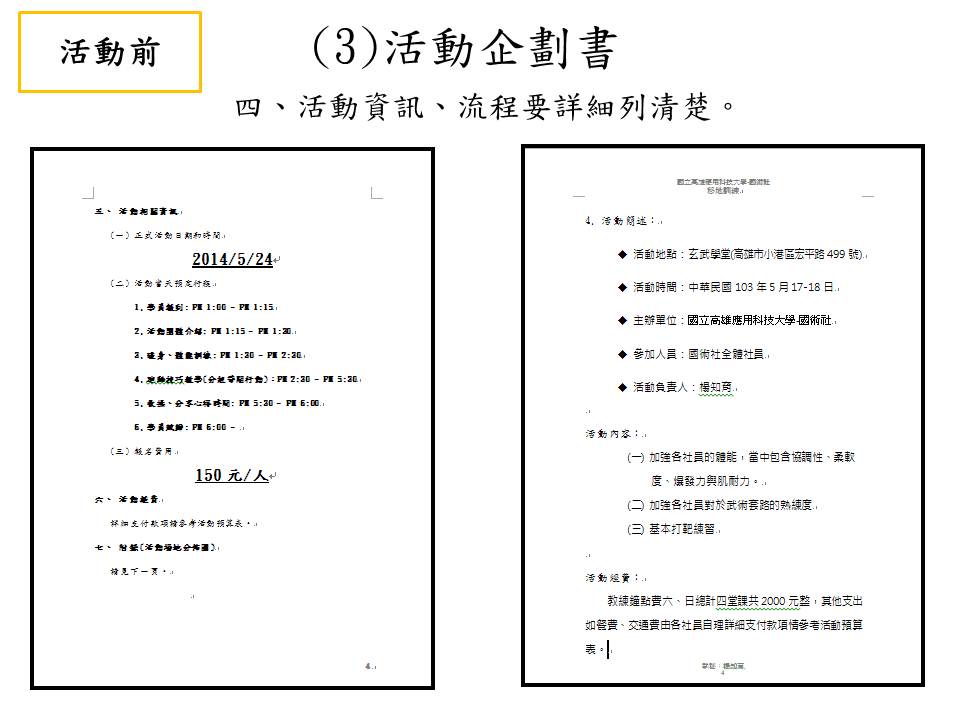 活動前
(3)活動企劃書
四、活動資訊、流程要詳細列清楚。
五、 活動相關資訊
(一) 正式活動日期和時間
2014/5/24
(二) 活動當天預定行程
1. 學員報到: PM 1:00 - PM 1:15
2. 活動團體介紹: PM 1:15 - PM 1:30
3. 暖身、體能訓練: PM 1:30 - PM 2:30
4. 跑酷技巧教學(分組帶開行動): PM 2:30 - PM 5:30
5. 收操、分享心得時間: PM 5:30 - PM 6:00
6. 學員賦歸: PM 6:00 -
(三) 報名費用
150 元/人
六、 活動經費
詳細支付款項請參考活動預算表。
七、 附錄(活動場地分佈圖)
請見下一頁。
4
國立高雄應用科技大學-國術社
移地訓練
4. 活動簡述：
◆ 活動地點：玄武學堂(高雄市小港區宏平路 499 號)
◆ 活動時間：中華民國 103 年 5 月 17-18 日
◆ 主辦單位：國立高雄應用科技大學-國術社
◆ 參加人員：國術社全體社員
◆ 活動負責人：楊知育
活動內容：
(一) 加強各社員的體能，當中包含協調性、柔軟
度、爆發力與肌耐力。
(二) 加強各社員對於武術套路的熟練度
(三) 基本打靶練習
活動經費：
教練鐘點費六、日總計四堂課共 2000 元整，其他支出
如餐費、交通費由各社員自理詳細支付款項情參考活動預算
表。
楊知育
4